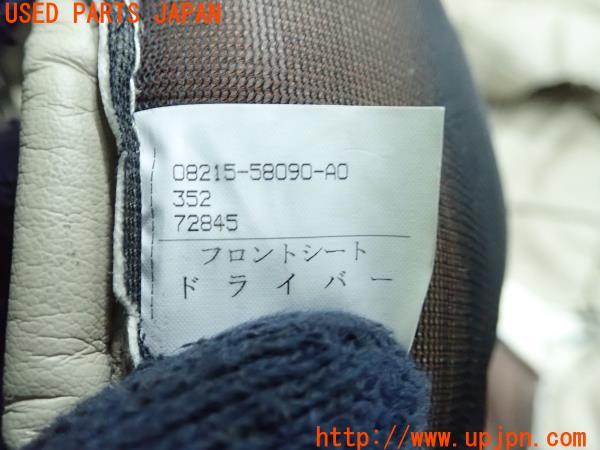 USED PARTS JAPAN
08215-58090-A0
352
72845
フロントシート
ドライバー
http://www.upjpn.com/